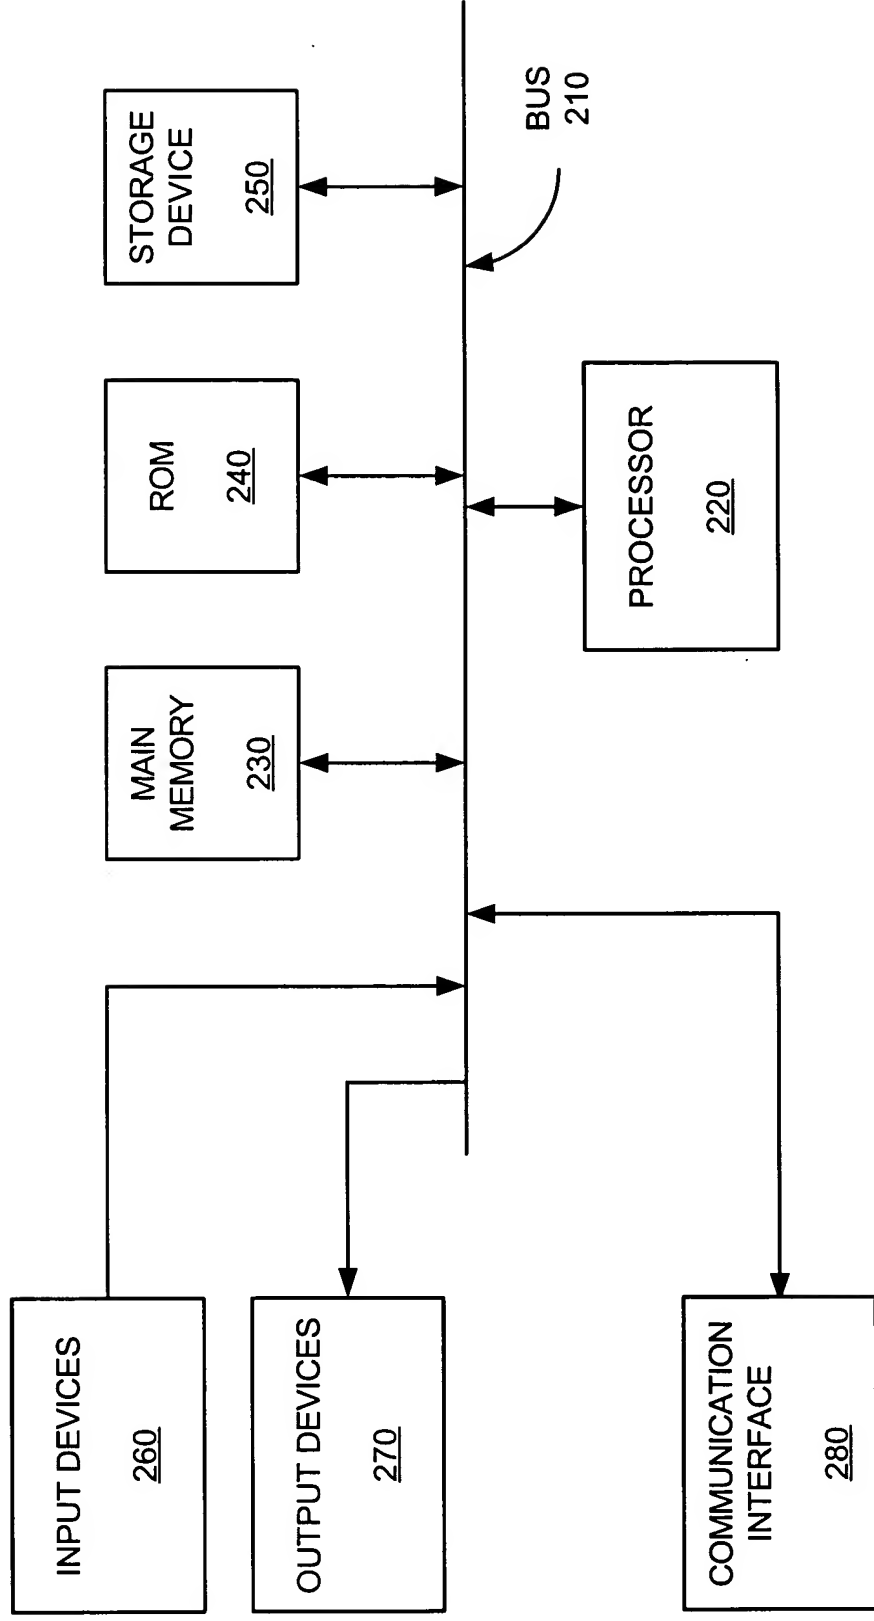 INPUT DEVICES
260
OUTPUT DEVICES
270
COMMUNICATION
INTERFACE
280
MAIN
MEMORY
230
ROM
240
STORAGE
DEVICE
250
PROCESSOR
220
BUS
210